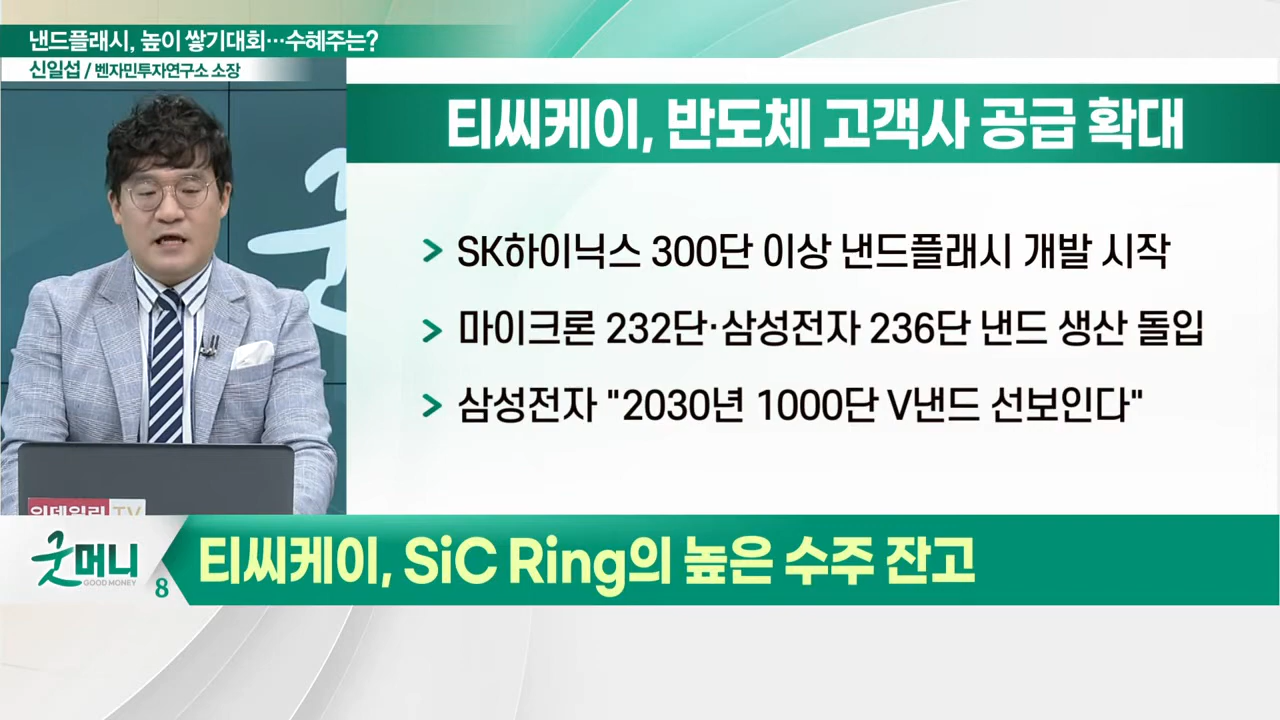 낸드플래시, 높이 쌓기대회…수혜주는?
신일섭 / 벤자민투자연구소 소장
티씨케이, 반도체 고객사 공급 확대
> SK하이닉스 300단 이상 낸드플래시 개발 시작
> 마이크론 232단·삼성전자 236단 낸드 생산 돌입
> 삼성전자 "2030년 1000단 V낸드 선보인다"
이데일리 TV
굿머니
GOOD MONEY
8
티씨케이, SiC Ring의 높은 수주 잔고